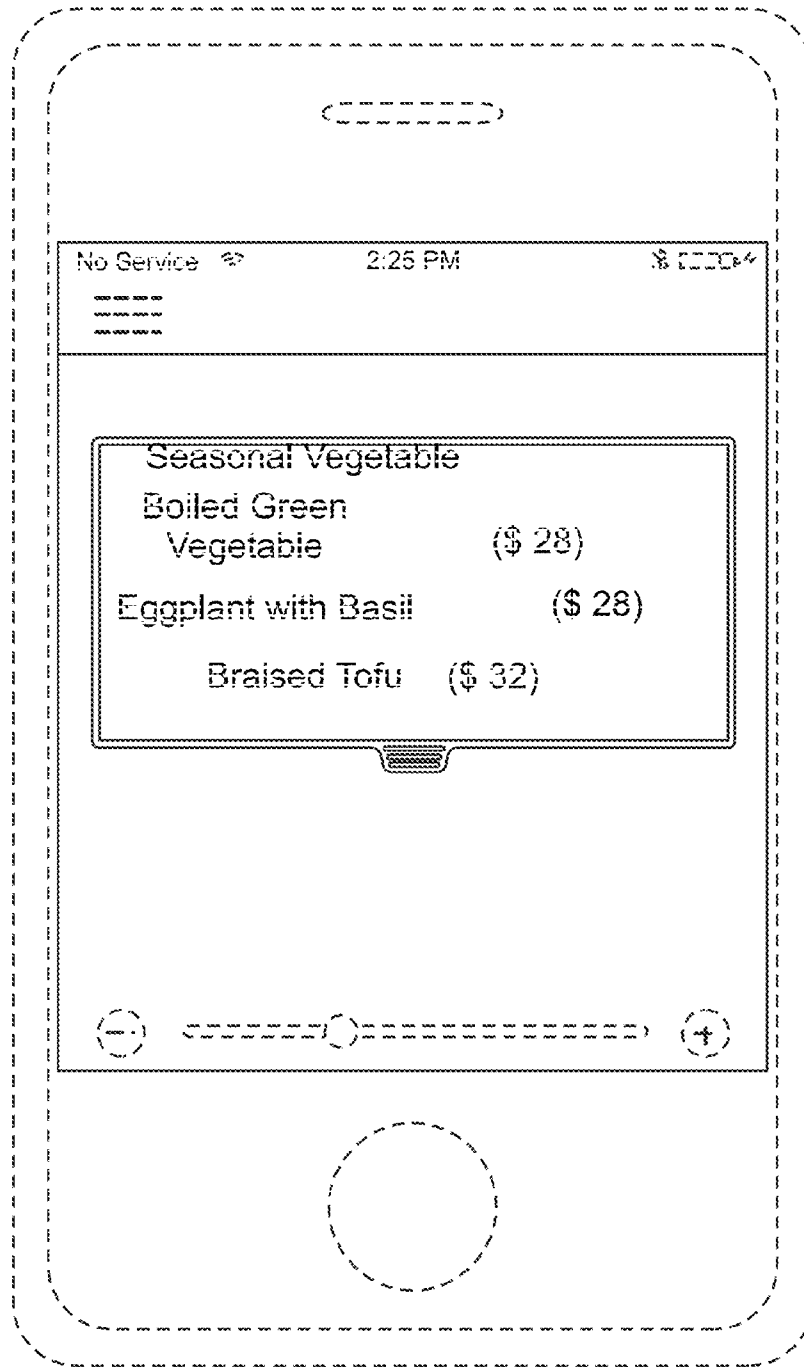 No Service 2:25 PM
Seasonal Vegetable
Boiled Green
Vegetable ($ 28)
Eggplant with Basil ($ 28)
Braised Tofu ($ 32)